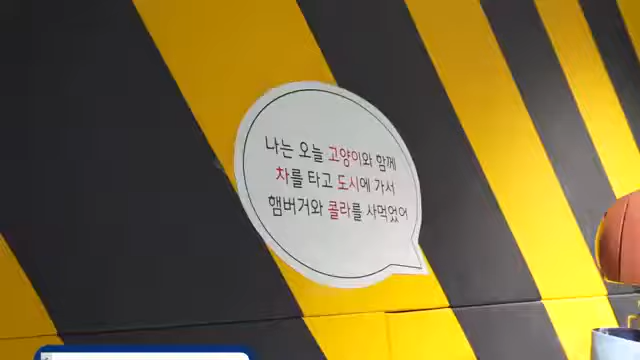 나는 오늘 고양이와 함께
차를 타고 도시에 가서
햄버거와 콜라를 사먹었어